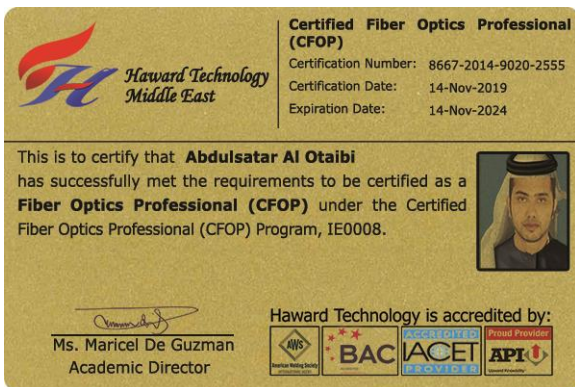 Haward Technology
Middle East
Certified Fiber Optics Professional
(CFOP)
Certification Number: 8667-2014-9020-2555
Certification Date: 14-Nov-2019
Expiration Date: 14-Nov-2024
This is to certify that Abdulsatar Al Otaibi
has successfully met the requirements to be certified as a
Fiber Optics Professional (CFOP) under the Certified
Fiber Optics Professional (CFOP) Program, IE0008.
Ms. Maricel De Guzman
Academic Director
Haward Technology is accredited by:
AWS
American Welding Society
BAC
ACCREDITED
IACET
PROVIDER
Proud Provider
API